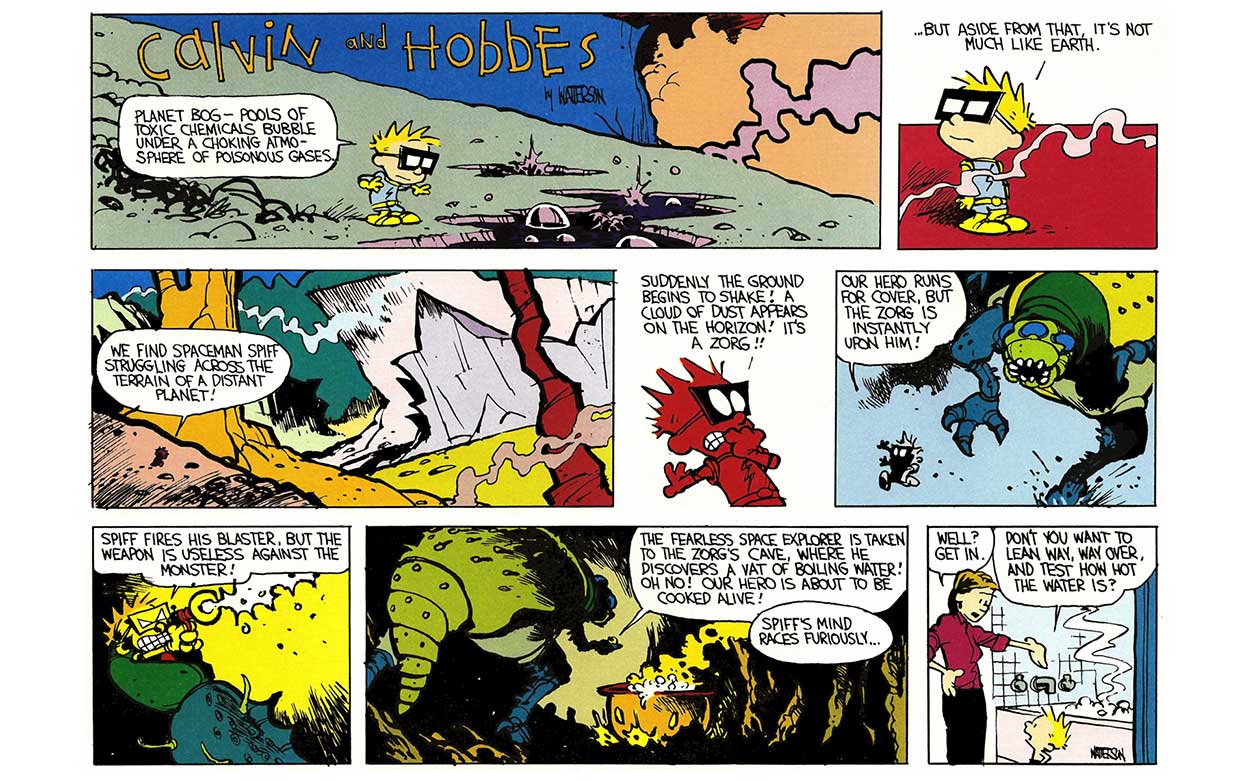 Calvin and Hobbes
by Watterson
PLANET BOG — POOLS OF
TOXIC CHEMICALS BUBBLE
UNDER A CHOKING ATMO-
SPHERE OF POISONOUS GASES.
...BUT ASIDE FROM THAT, IT'S NOT
MUCH LIKE EARTH.
WE FIND SPACEMAN SPIFF
STRUGGLING ACROSS THE
TERRAIN OF A DISTANT
PLANET!
SUDDENLY THE GROUND
BEGINS TO SHAKE! A
CLOUD OF DUST APPEARS
ON THE HORIZON! IT'S
A ZORG!!
OUR HERO RUNS
FOR COVER, BUT
THE ZORG IS
INSTANTLY
UPON HIM!
SPIFF FIRES HIS BLASTER, BUT THE
WEAPON IS USELESS AGAINST THE
MONSTER!
THE FEARLESS SPACE EXPLORER IS TAKEN
TO THE ZORG'S CAVE, WHERE HE
DISCOVERS A VAT OF BOILING WATER!
OH NO! OUR HERO IS ABOUT TO BE
COOKED ALIVE!
SPIFF'S MIND
RACES FURIOUSLY...
WELL?
GET IN.
DON'T YOU WANT TO
LEAN WAY, WAY OVER,
AND TEST HOW HOT
THE WATER IS?
WATTERSON